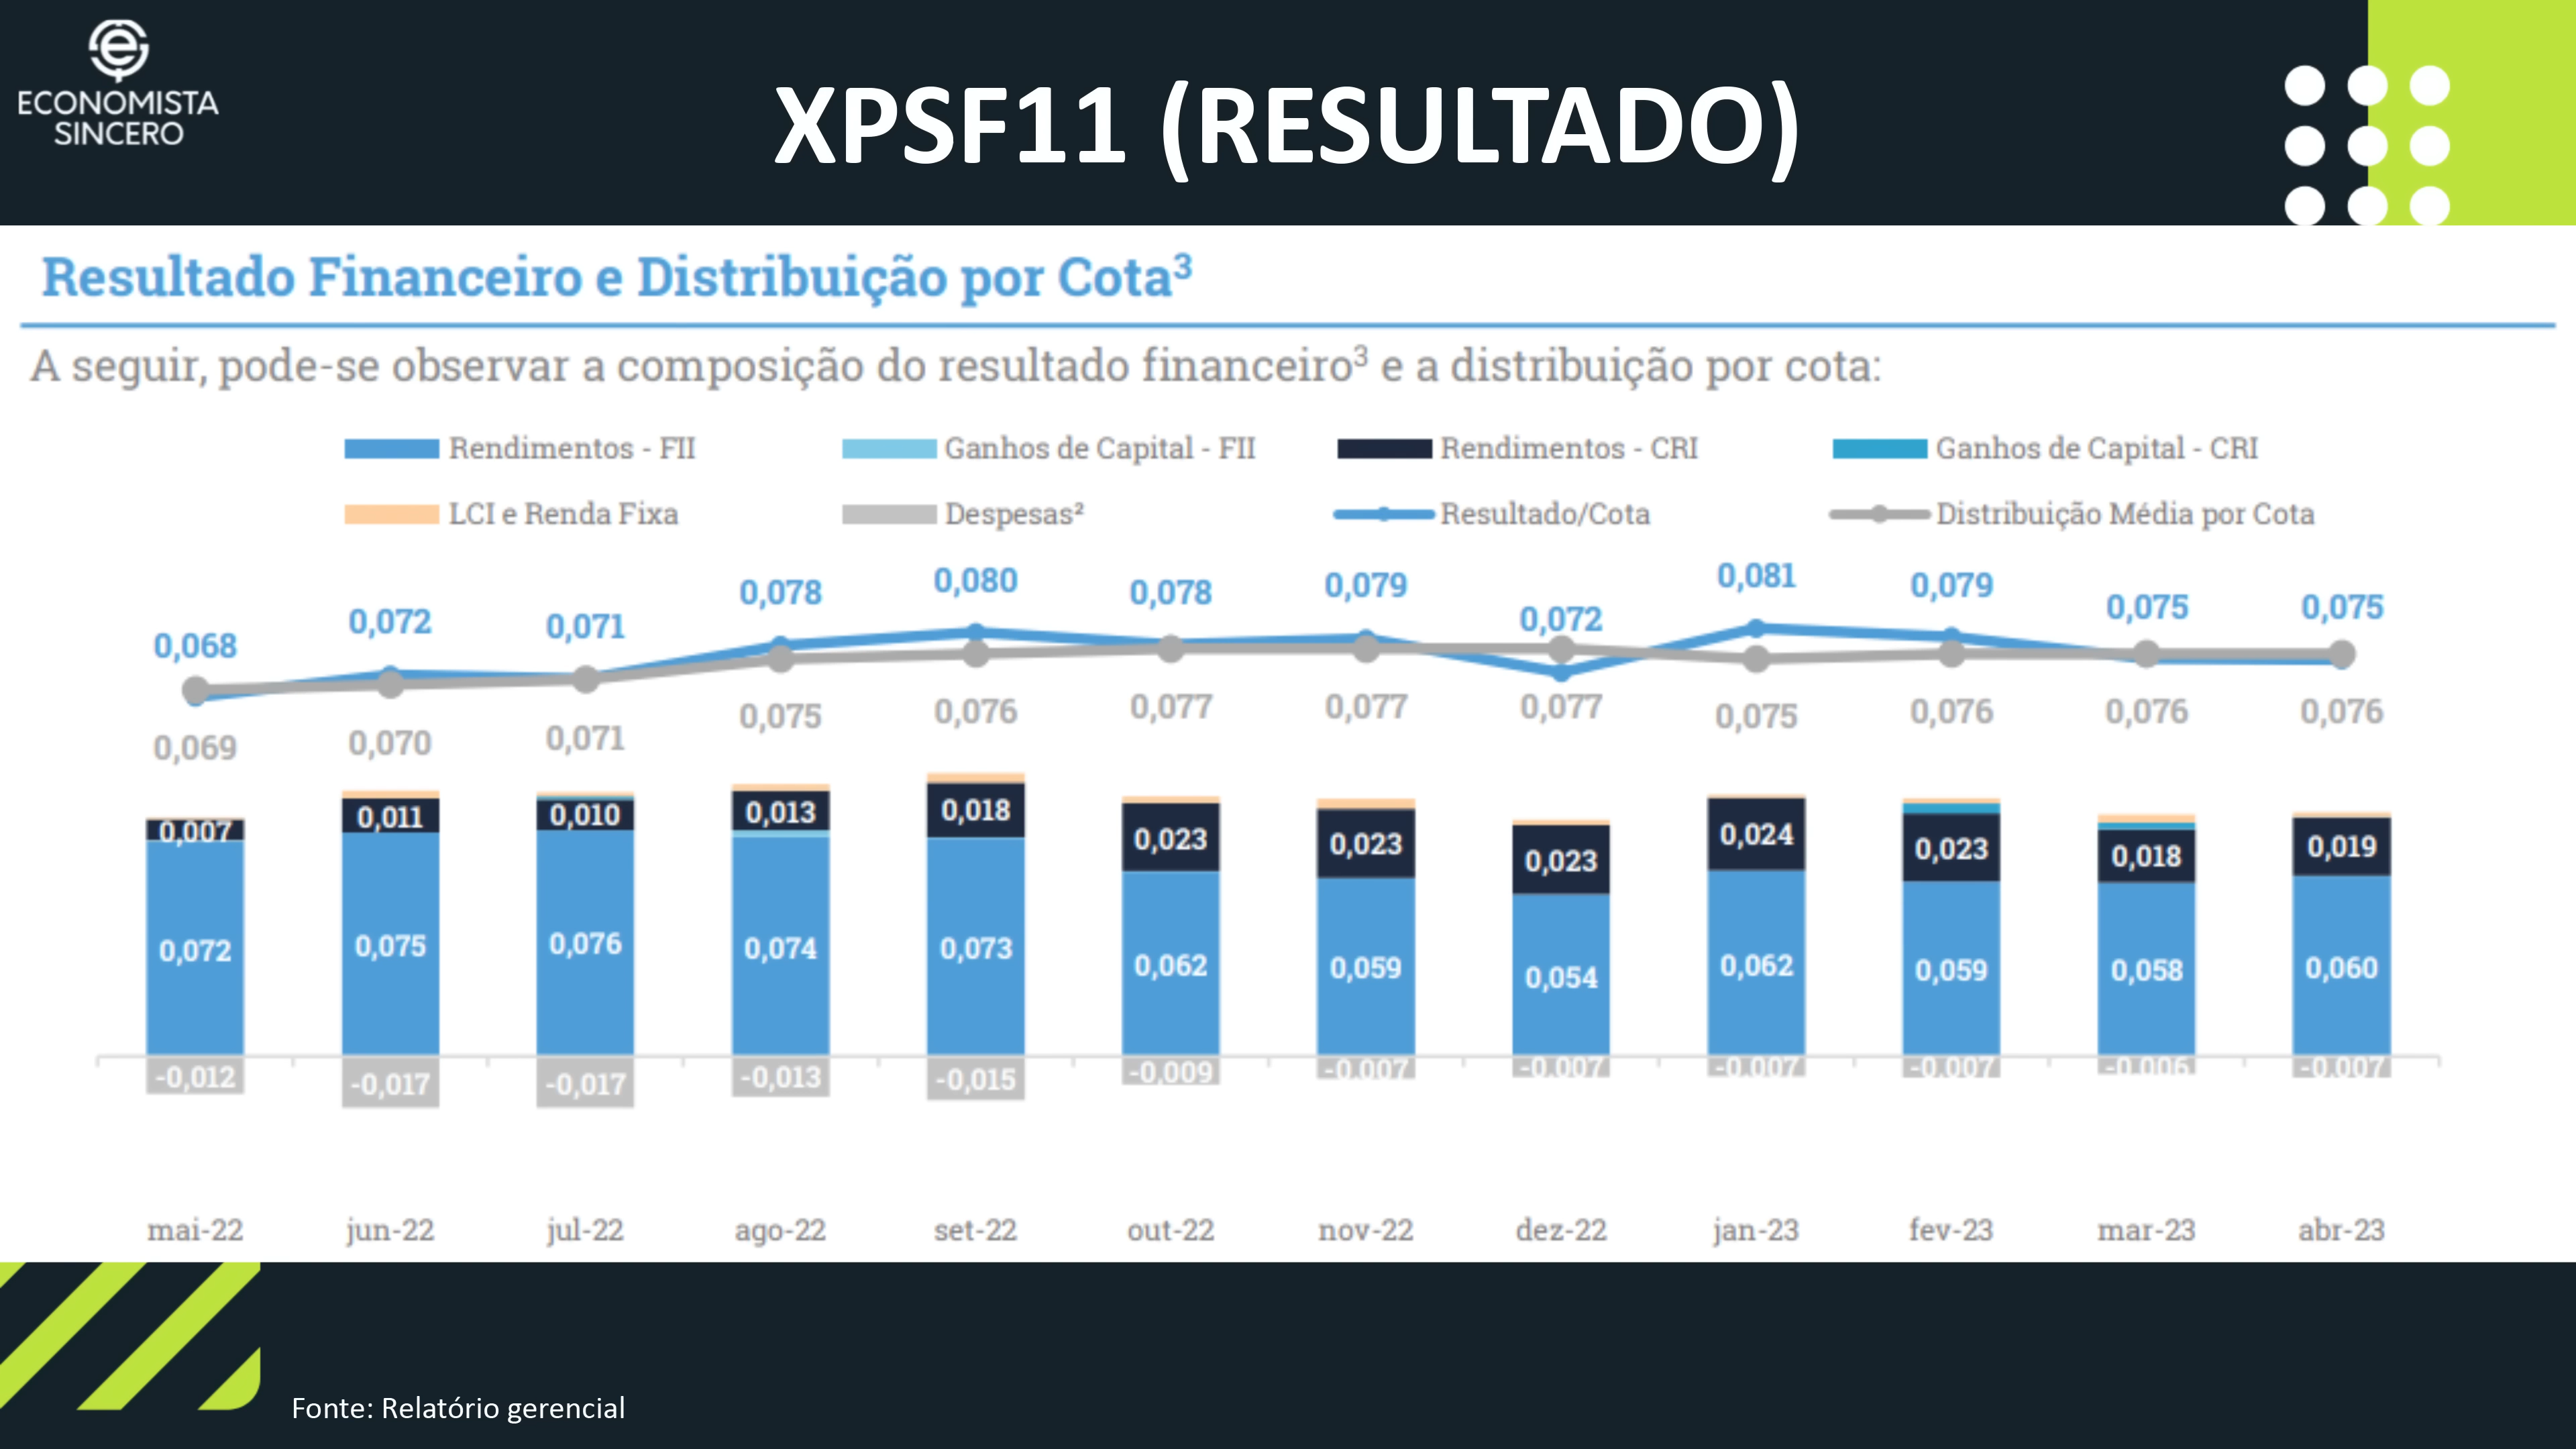 ECONOMISTA
SINCERO
XPSF11 (RESULTADO)
Resultado Financeiro e Distribuição por Cota³
A seguir, pode-se observar a composição do resultado financeiro³ e a distribuição por cota:
Rendimentos - FII Ganhos de Capital - FII Rendimentos - CRI Ganhos de Capital - CRI
LCI e Renda Fixa Despesas² Resultado/Cota Distribuição Média por Cota
0,068 0,072 0,071 0,078 0,080 0,078 0,079 0,072 0,081 0,079 0,075 0,075
0,069 0,070 0,071 0,075 0,076 0,077 0,077 0,077 0,075 0,076 0,076 0,076
0,007 0,011 0,010 0,013 0,018 0,023 0,023 0,023 0,024 0,023 0,018 0,019
0,072 0,075 0,076 0,074 0,073 0,062 0,059 0,054 0,062 0,059 0,058 0,060
-0,012 -0,017 -0,017 -0,013 -0,015 -0,009 -0,007 -0,007 -0,007 -0,007 -0,006 -0,007
mai-22 jun-22 jul-22 ago-22 set-22 out-22 nov-22 dez-22 jan-23 fev-23 mar-23 abr-23
Fonte: Relatório gerencial